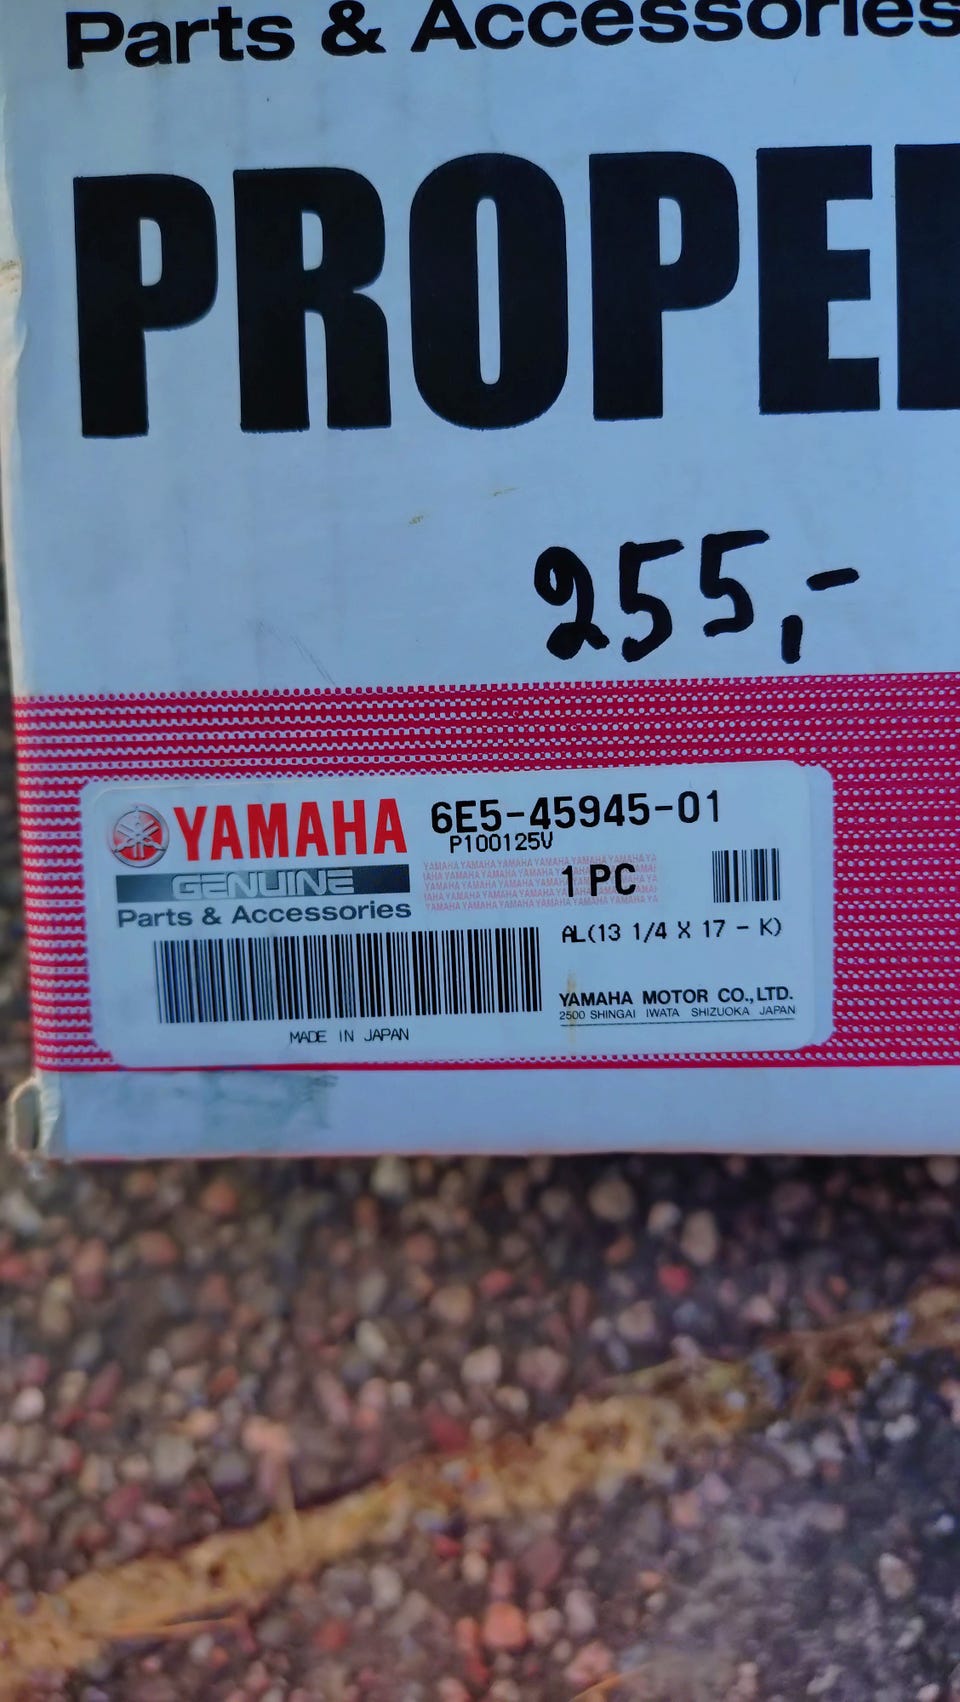 Parts & Accessories
PROPE
255,-
YAMAHA
6E5-45945-01
P100125V
GENUINE
1 PC
Parts & Accessories
AL(13 1/4 X 17 - K)
YAMAHA MOTOR CO.,LTD.
2500 SHINGAI IWATA SHIZUOKA JAPAN
MADE IN JAPAN